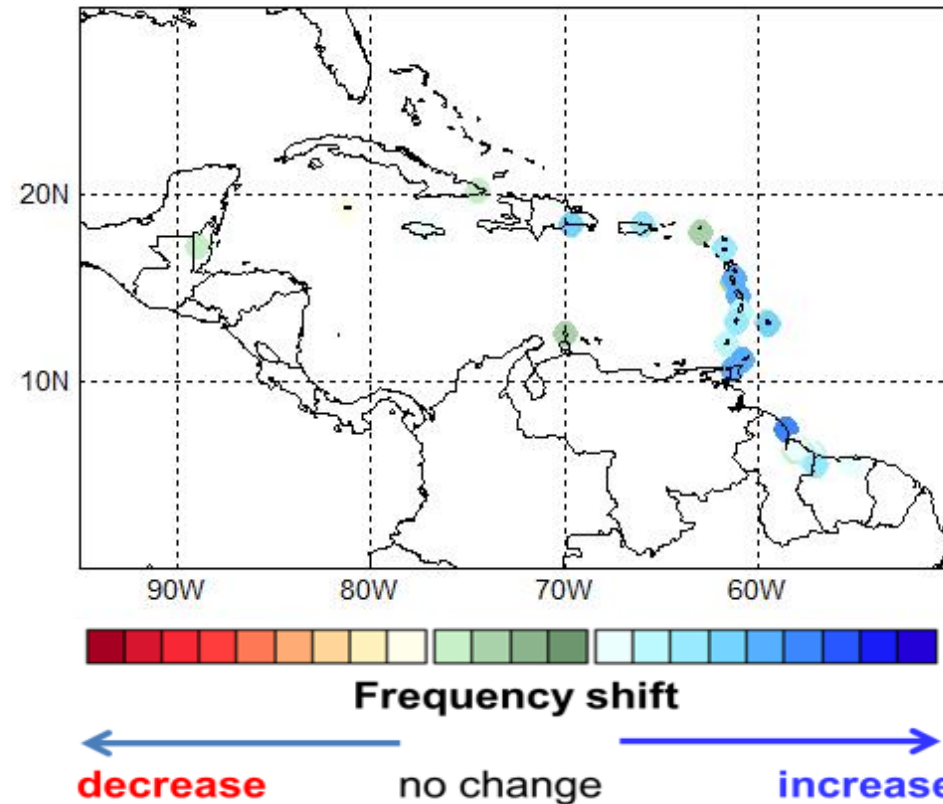 20N
10N
90W 80W 70W 60W
Frequency shift
decrease no change increase